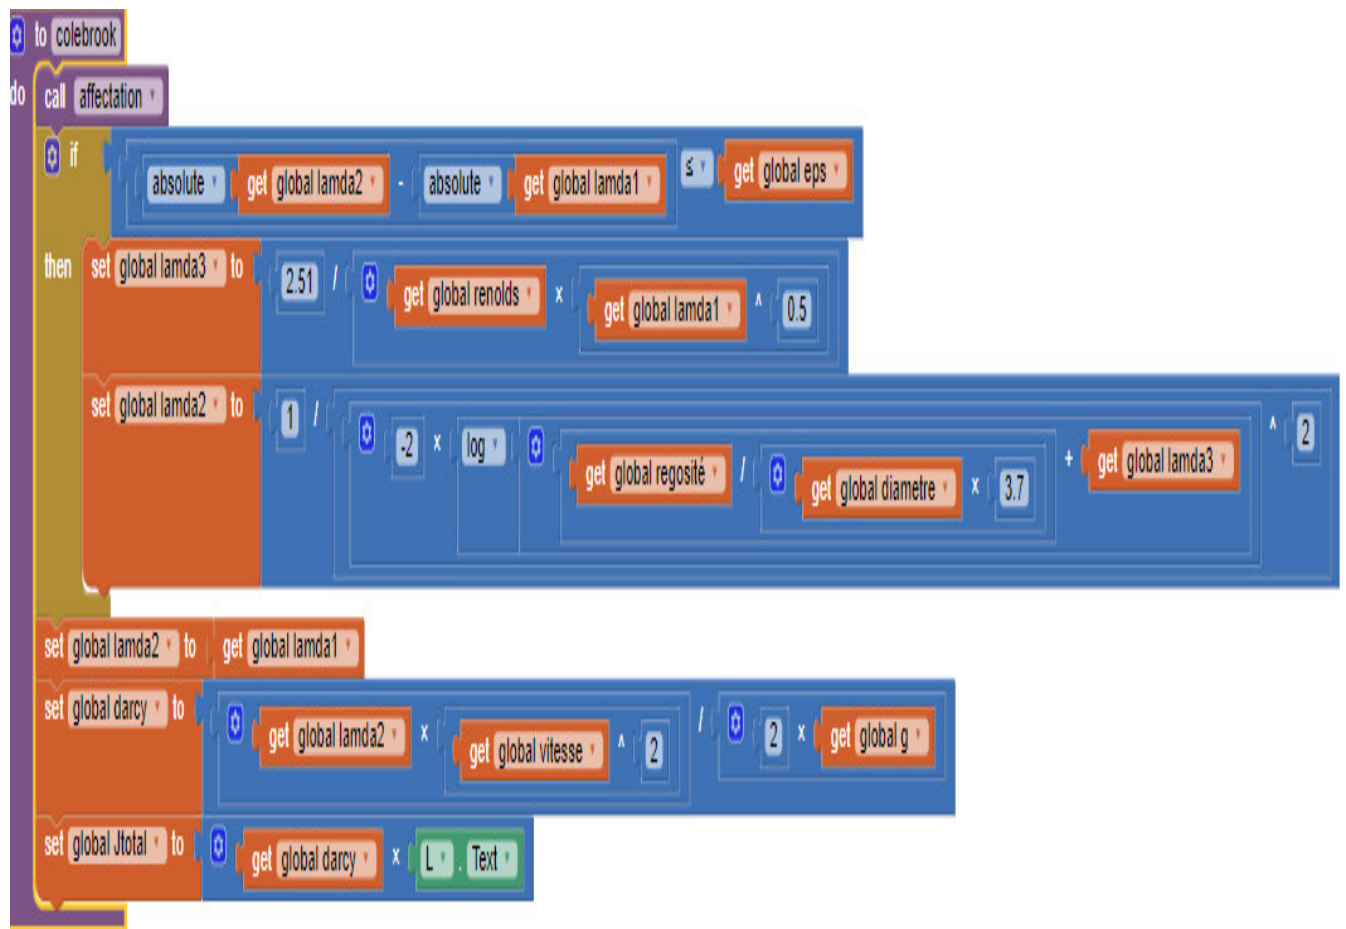 to colebrook
do call affectation
if absolute get global lamda2 - absolute get global lamda1 ≤ get global eps
then set global lamda3 to 2.51 / get global renolds × get global lamda1 ^ 0.5
set global lamda2 to 1 / -2 × log get global regosité / get global diametre × 3.7 + get global lamda3 ^ 2
set global lamda2 to get global lamda1
set global darcy to get global lamda2 × get global vitesse ^ 2 / 2 × get global g
set global Jtotal to get global darcy × L . Text